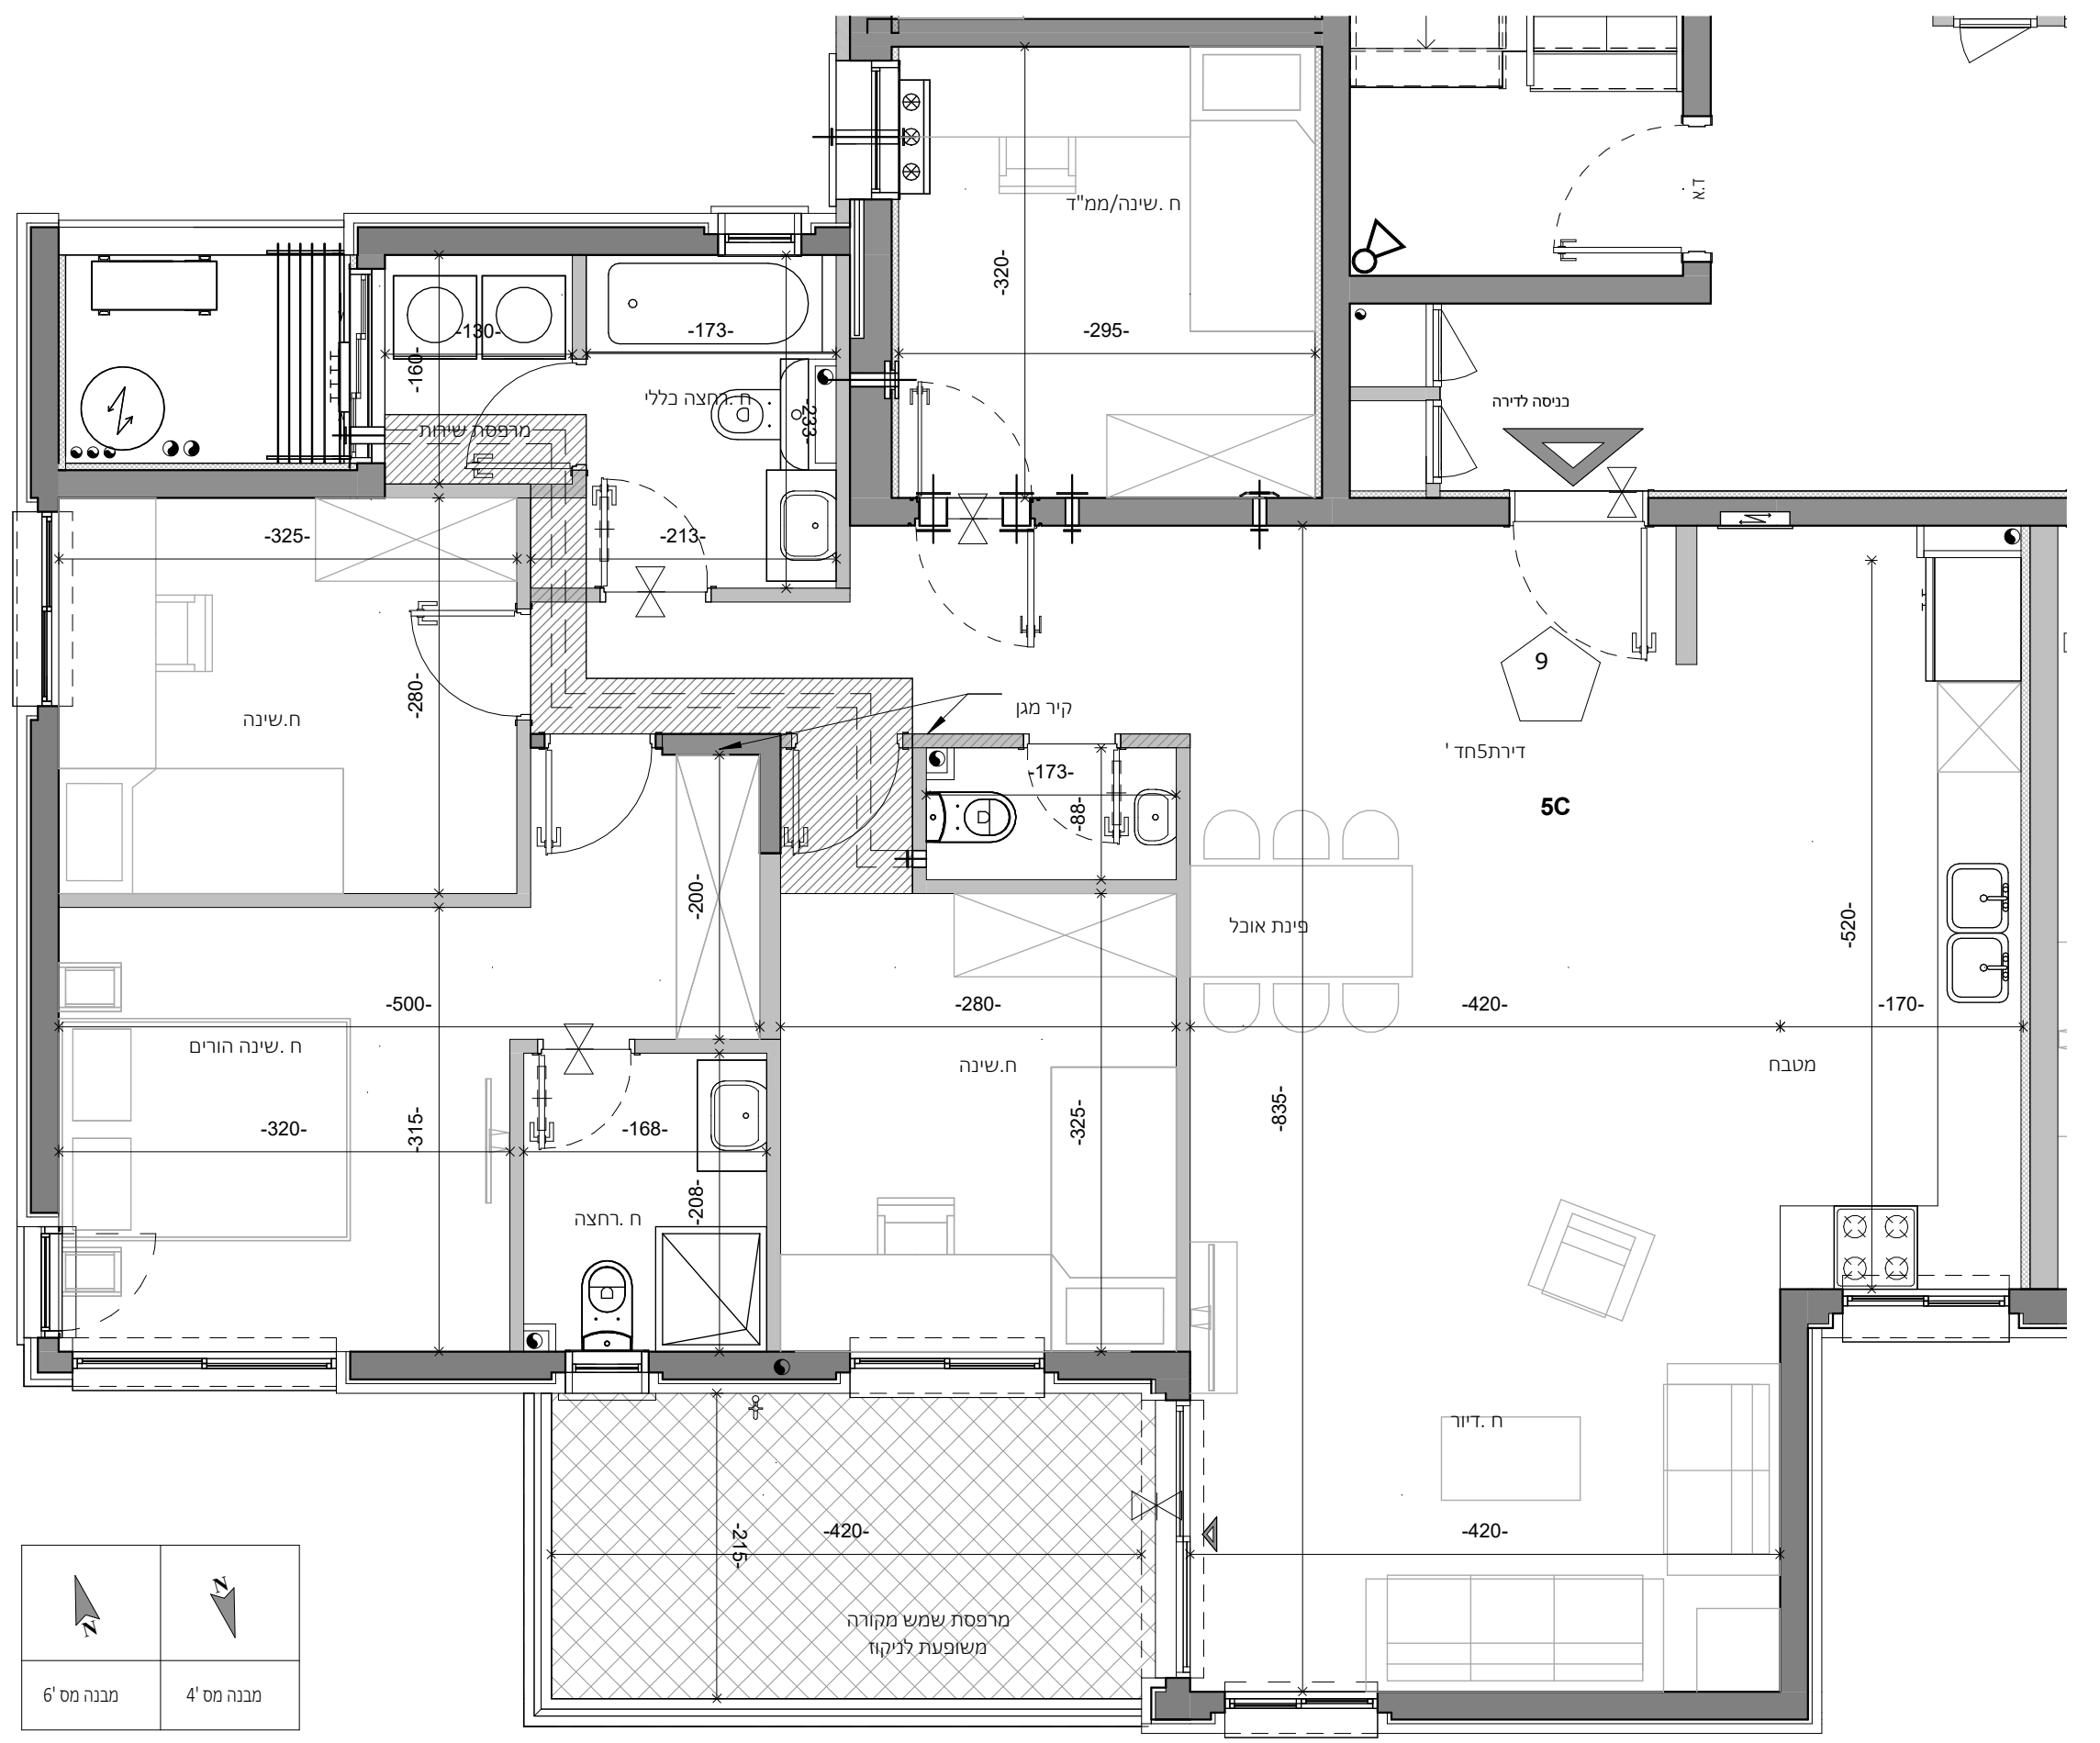 ד.א
ח .שינה/ממ"ד
-320-
-295-
-130-
-173-
-160-
ח .רחצה כללי
-233-
מרפסת שירות
כניסה לדירה
-325-
-213-
-280-
ח.שינה
קיר מגן
9
דירת5חד '
5C
-173-
-88-
-200-
פינת אוכל
-520-
-500-
-280-
-420-
-170-
ח .שינה הורים
ח.שינה
מטבח
-320-
-315-
-168-
-325-
-835-
-208-
ח .רחצה
ח .דיור
-215-
-420-
-420-
מרפסת שמש מקורה
משופעת לניקוז
N
N
מבנה מס '6
מבנה מס '4